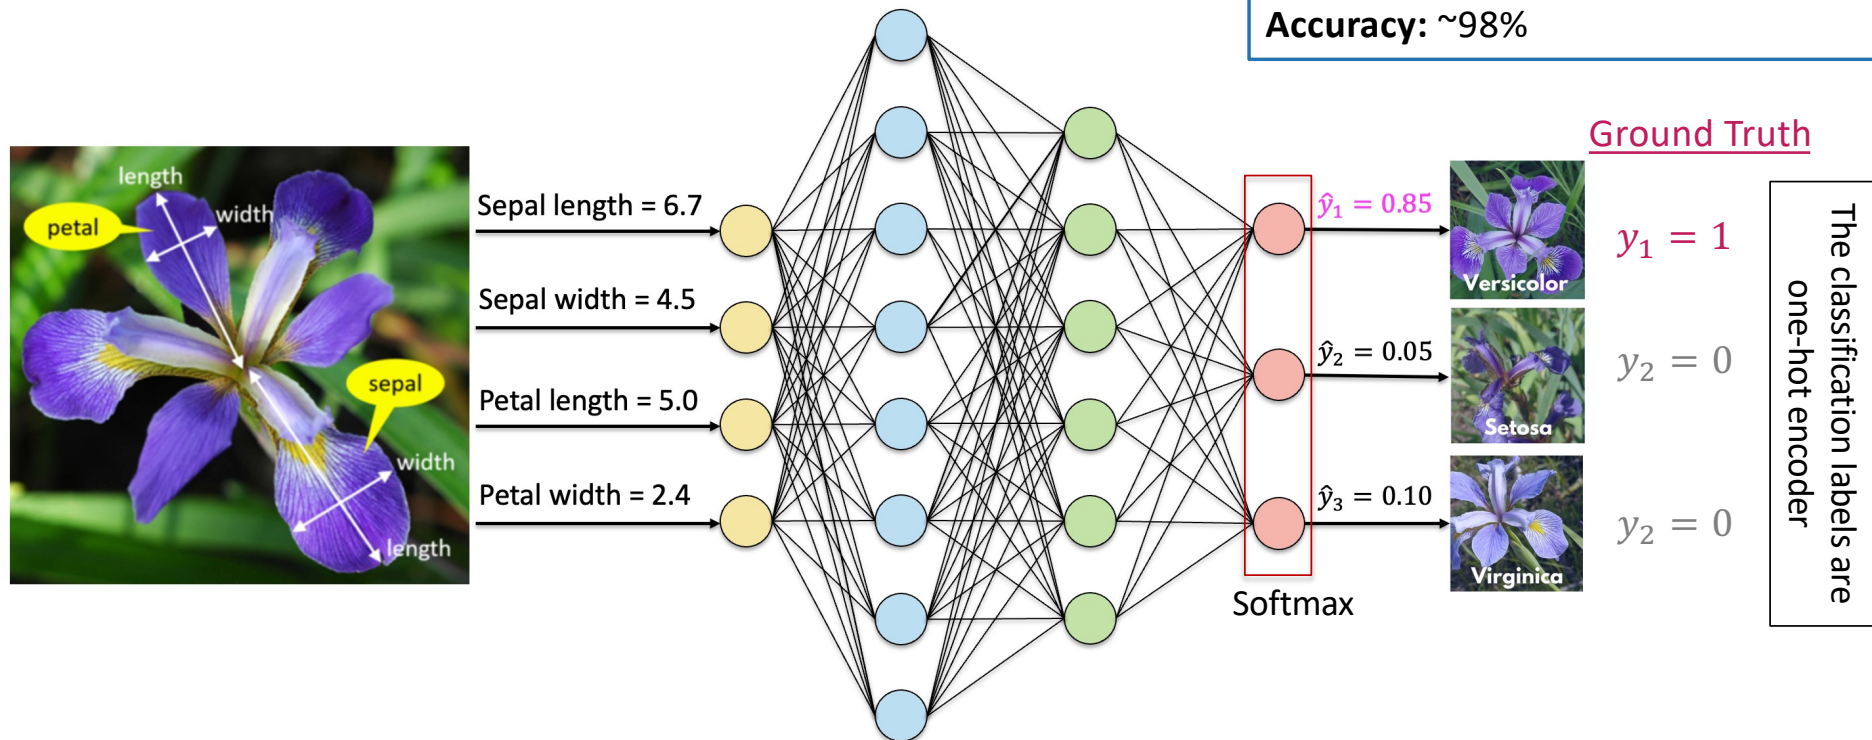 Accuracy: ~98%
Ground Truth
length
width
petal
sepal
width
length
Sepal length = 6.7
Sepal width = 4.5
Petal length = 5.0
Petal width = 2.4
Softmax
ŷ₁ = 0.85
ŷ₂ = 0.05
ŷ₃ = 0.10
Versicolor
Setosa
Virginica
y₁ = 1
y₂ = 0
y₂ = 0
The classification labels are
one-hot encoder